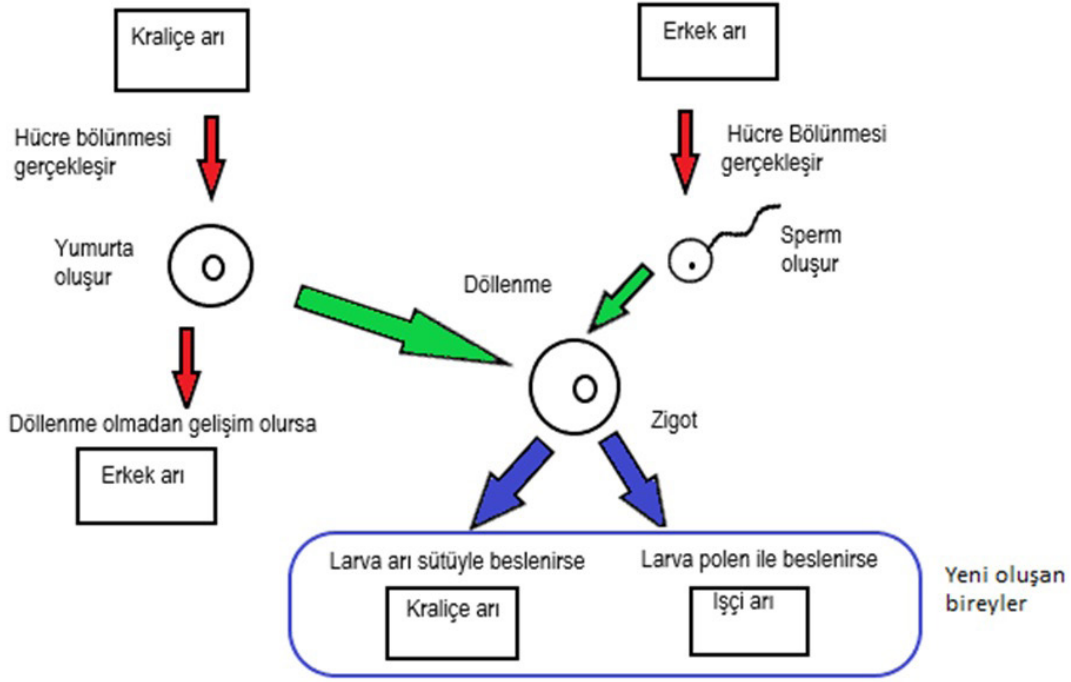 Kraliçe arı
Erkek arı
Hücre bölünmesi
gerçekleşir
Hücre Bölünmesi
gerçekleşir
Yumurta
oluşur
Sperm
oluşur
Döllenme
Döllenme olmadan gelişim olursa
Erkek arı
Zigot
Larva arı sütüyle beslenirse
Larva polen ile beslenirse
Kraliçe arı
Işçi arı
Yeni oluşan
bireyler